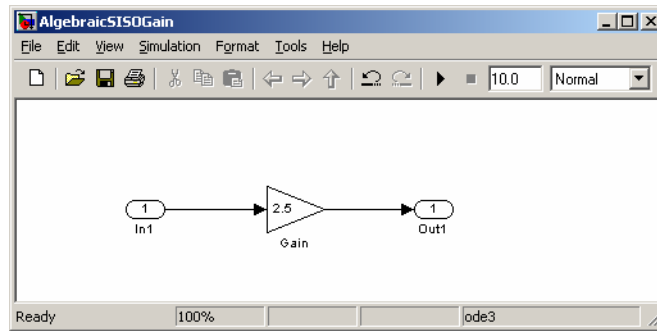 AlgebraicSISOGain
File Edit View Simulation Format Tools Help
10.0 Normal
1 2.5 1
In1 Gain Out1
Ready 100% ode3